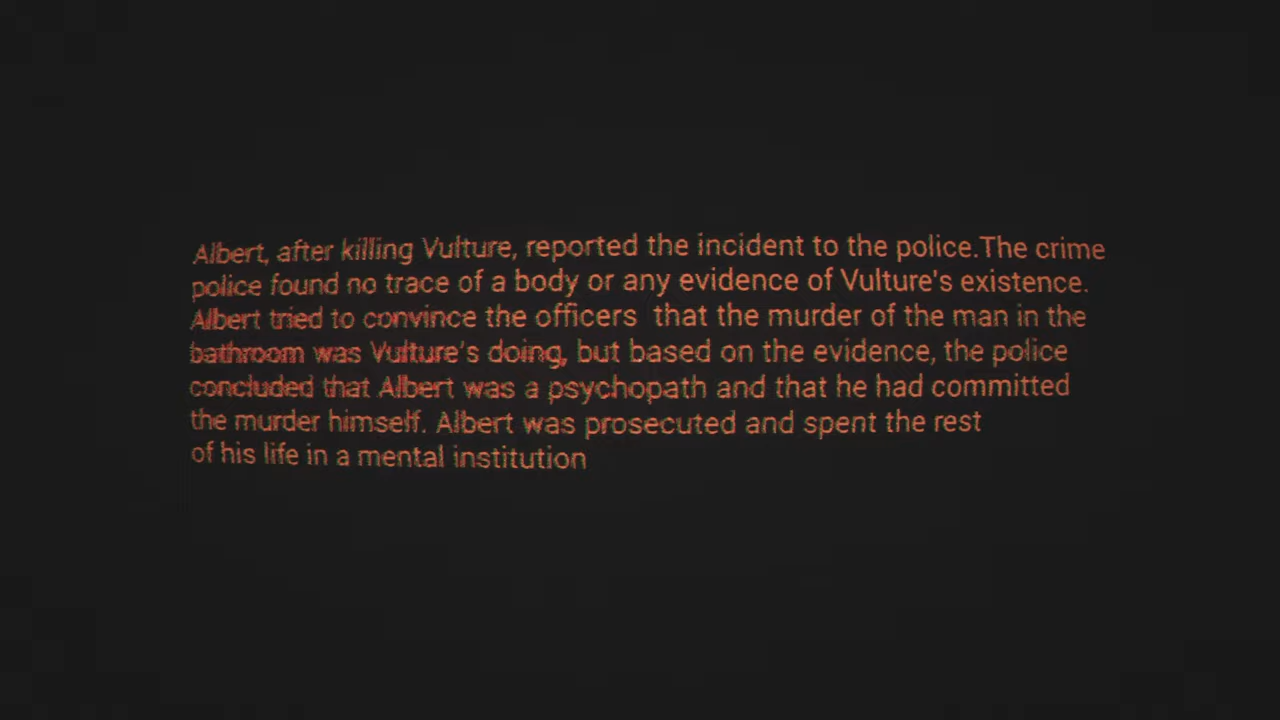 Albert, after killing Vulture, reported the incident to the police.The crime
police found no trace of a body or any evidence of Vulture's existence.
Albert tried to convince the officers  that the murder of the man in the
bathroom was Vulture's doing, but based on the evidence, the police
concluded that Albert was a psychopath and that he had committed
the murder himself. Albert was prosecuted and spent the rest
of his life in a mental institution